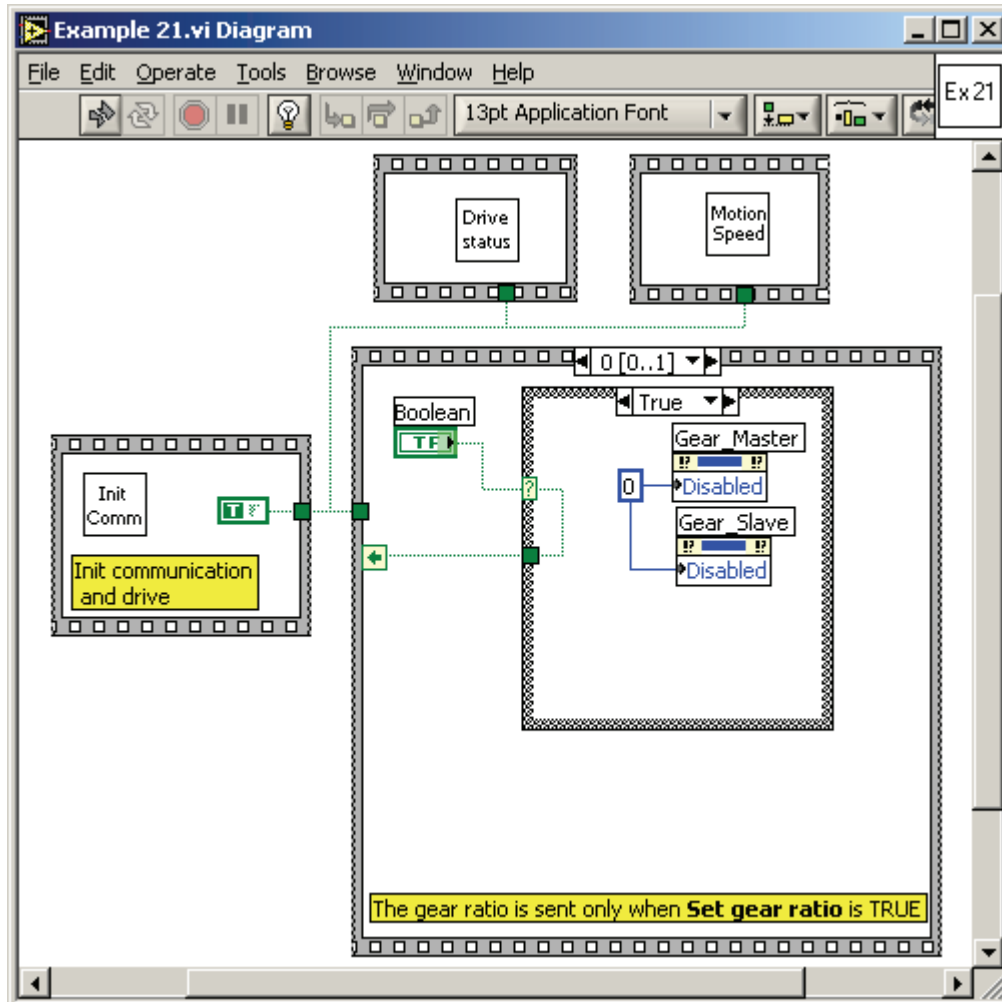 Example 21.vi Diagram
File Edit Operate Tools Browse Window Help
13pt Application Font
Ex 21
Drive
status
Motion
Speed
0 [0..1]
True
Boolean
TF
Gear_Master
!? !?
Disabled
0
Gear_Slave
!? !?
Disabled
?
Init
Comm
T
Init communication
and drive
The gear ratio is sent only when Set gear ratio is TRUE